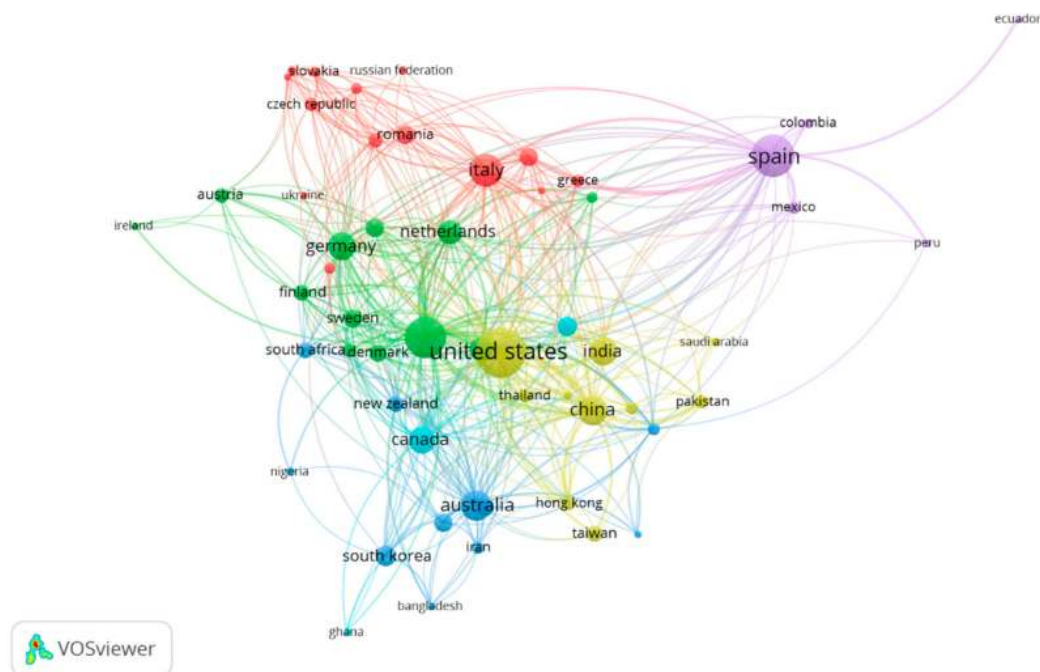 ecuador
slovakia
russian federation
czech republic
colombia
romania
spain
italy
greece
austria
ukraine
mexico
ireland
netherlands
germany
peru
finland
sweden
saudi arabia
south africa
denmark
united states
india
thailand
pakistan
new zealand
china
canada
nigeria
australia
hong kong
taiwan
iran
south korea
bangladesh
ghana
VOSviewer